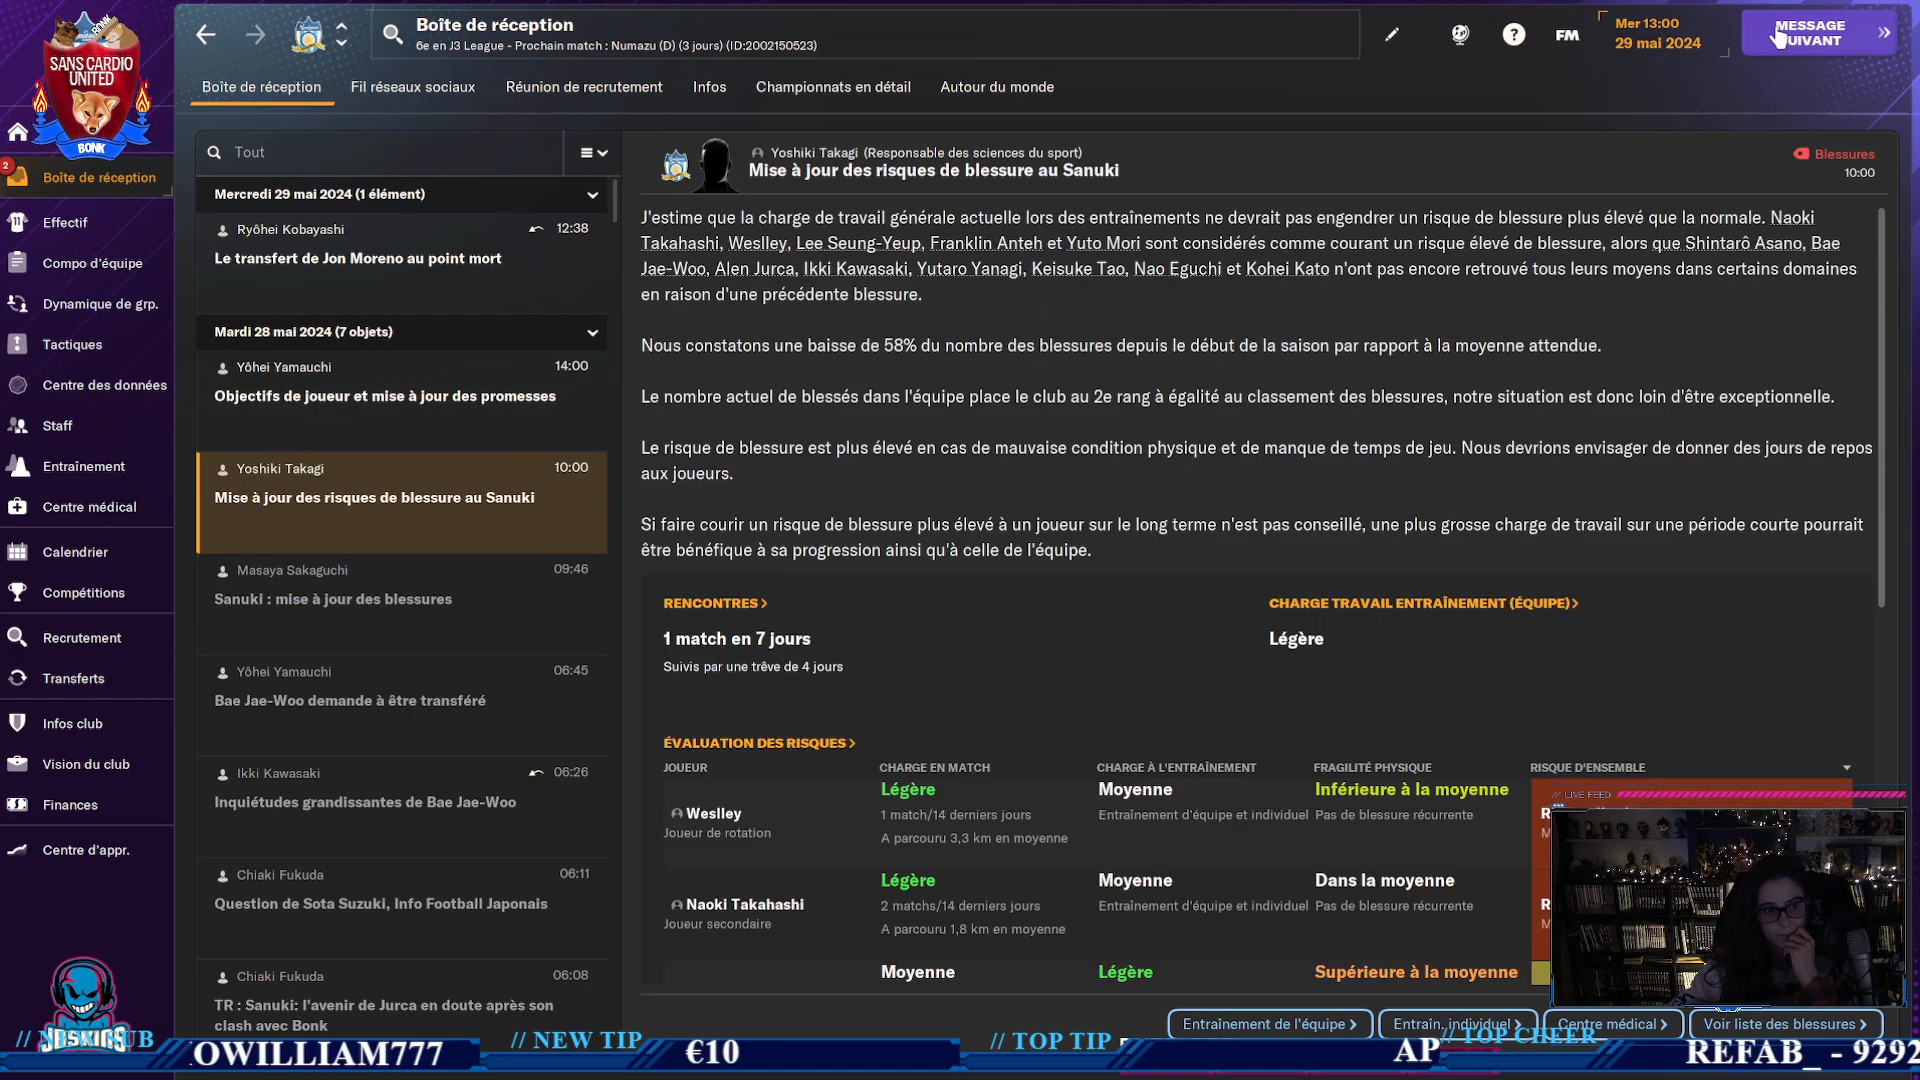 Boîte de réception
6e en J3 League - Prochain match : Numazu (D) (3 jours) (ID:2002150523)
FM
Mer 13:00
29 mai 2024
MESSAGE
UIVANT
SANS CARDIO
UNITED
BONK
Boîte de réception
Fil réseaux sociaux
Réunion de recrutement
Infos
Championnats en détail
Autour du monde
2
Boîte de réception
Effectif
Compo d'équipe
Dynamique de grp.
Tactiques
Centre des données
Staff
Entraînement
Centre médical
Calendrier
Compétitions
Recrutement
Transferts
Infos club
Vision du club
Finances
Centre d'appr.
Tout
Mercredi 29 mai 2024 (1 élément)
Ryôhei Kobayashi 12:38
Le transfert de Jon Moreno au point mort
Mardi 28 mai 2024 (7 objets)
Yôhei Yamauchi 14:00
Objectifs de joueur et mise à jour des promesses
Yoshiki Takagi 10:00
Mise à jour des risques de blessure au Sanuki
Masaya Sakaguchi 09:46
Sanuki : mise à jour des blessures
Yôhei Yamauchi 06:45
Bae Jae-Woo demande à être transféré
Ikki Kawasaki 06:26
Inquiétudes grandissantes de Bae Jae-Woo
Chiaki Fukuda 06:11
Question de Sota Suzuki, Info Football Japonais
Chiaki Fukuda 06:08
TR : Sanuki: l'avenir de Jurca en doute après son
clash avec Bonk
Yoshiki Takagi (Responsable des sciences du sport)
Mise à jour des risques de blessure au Sanuki
Blessures
10:00
J'estime que la charge de travail générale actuelle lors des entraînements ne devrait pas engendrer un risque de blessure plus élevé que la normale. Naoki
Takahashi, Weslley, Lee Seung-Yeup, Franklin Anteh et Yuto Mori sont considérés comme courant un risque élevé de blessure, alors que Shintarô Asano, Bae
Jae-Woo, Alen Jurca, Ikki Kawasaki, Yutaro Yanagi, Keisuke Tao, Nao Eguchi et Kohei Kato n'ont pas encore retrouvé tous leurs moyens dans certains domaines
en raison d'une précédente blessure.
Nous constatons une baisse de 58% du nombre des blessures depuis le début de la saison par rapport à la moyenne attendue.
Le nombre actuel de blessés dans l'équipe place le club au 2e rang à égalité au classement des blessures, notre situation est donc loin d'être exceptionnelle.
Le risque de blessure est plus élevé en cas de mauvaise condition physique et de manque de temps de jeu. Nous devrions envisager de donner des jours de repos
aux joueurs.
Si faire courir un risque de blessure plus élevé à un joueur sur le long terme n'est pas conseillé, une plus grosse charge de travail sur une période courte pourrait
être bénéfique à sa progression ainsi qu'à celle de l'équipe.
RENCONTRES
1 match en 7 jours
Suivis par une trêve de 4 jours
CHARGE TRAVAIL ENTRAÎNEMENT (ÉQUIPE)
Légère
ÉVALUATION DES RISQUES
JOUEUR CHARGE EN MATCH CHARGE À L'ENTRAÎNEMENT FRAGILITÉ PHYSIQUE RISQUE D'ENSEMBLE
Légère Moyenne Inférieure à la moyenne
Weslley 1 match/14 derniers jours Entraînement d'équipe et individuel Pas de blessure récurrente
Joueur de rotation A parcouru 3,3 km en moyenne
Légère Moyenne Dans la moyenne
Naoki Takahashi 2 matchs/14 derniers jours Entraînement d'équipe et individuel Pas de blessure récurrente
Joueur secondaire A parcouru 1,8 km en moyenne
Moyenne Légère Supérieure à la moyenne
// LIVE FEED
Entraînement de l'équipe
Entraîn. individuel
Centre médical
Voir liste des blessures
// NEW SUB
OWILLIAM777
// NEW TIP
€10
// TOP TIP
AP
// TOP CHEER
REFAB_ - 9292